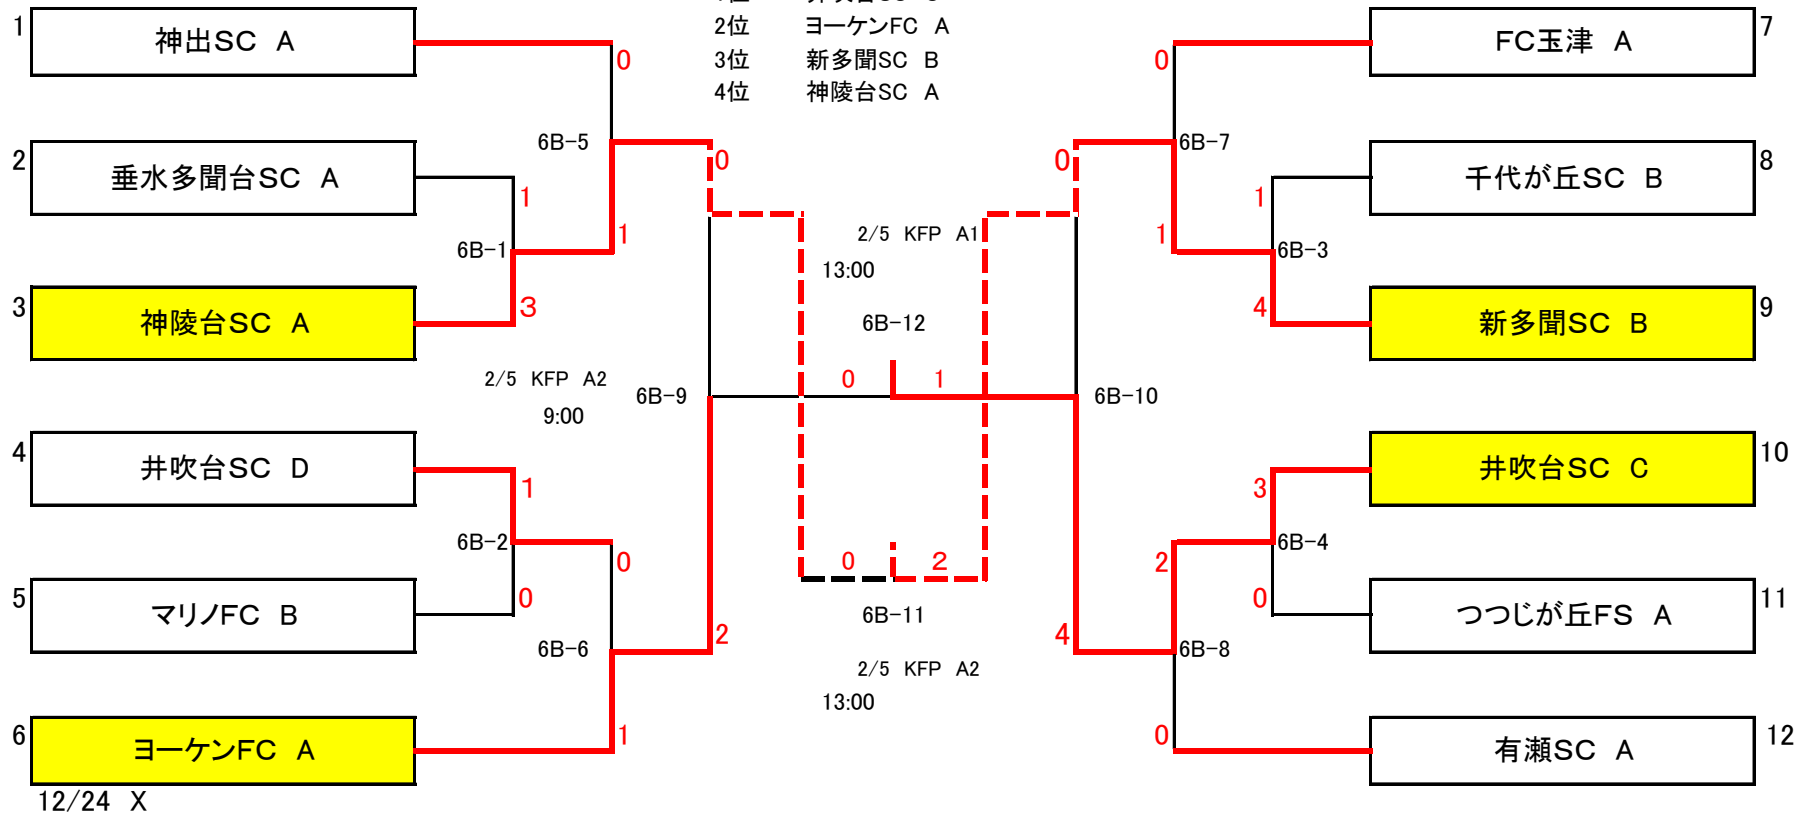 2位 ヨーケンFC A
3位 新多聞SC B
4位 神陵台SC A
1 神出SC A
0
0
FC玉津 A 7
6B-5
6B-7
2 垂水多聞台SC A
0
0
千代が丘SC B 8
1
1
6B-1
1
2/5 KFP A1
1
6B-3
13:00
3 神陵台SC A
3
6B-12
4
新多聞SC B 9
2/5 KFP A2
6B-9
0 1
6B-10
9:00
4 井吹台SC D
1
3
井吹台SC C 10
6B-2
0
0 2
2
6B-4
5 マリノFC B
0
6B-11
0
つつじが丘FS A 11
6B-6
2
4
6B-8
2/5 KFP A2
13:00
6 ヨーケンFC A
1
0
有瀬SC A 12
12/24 X